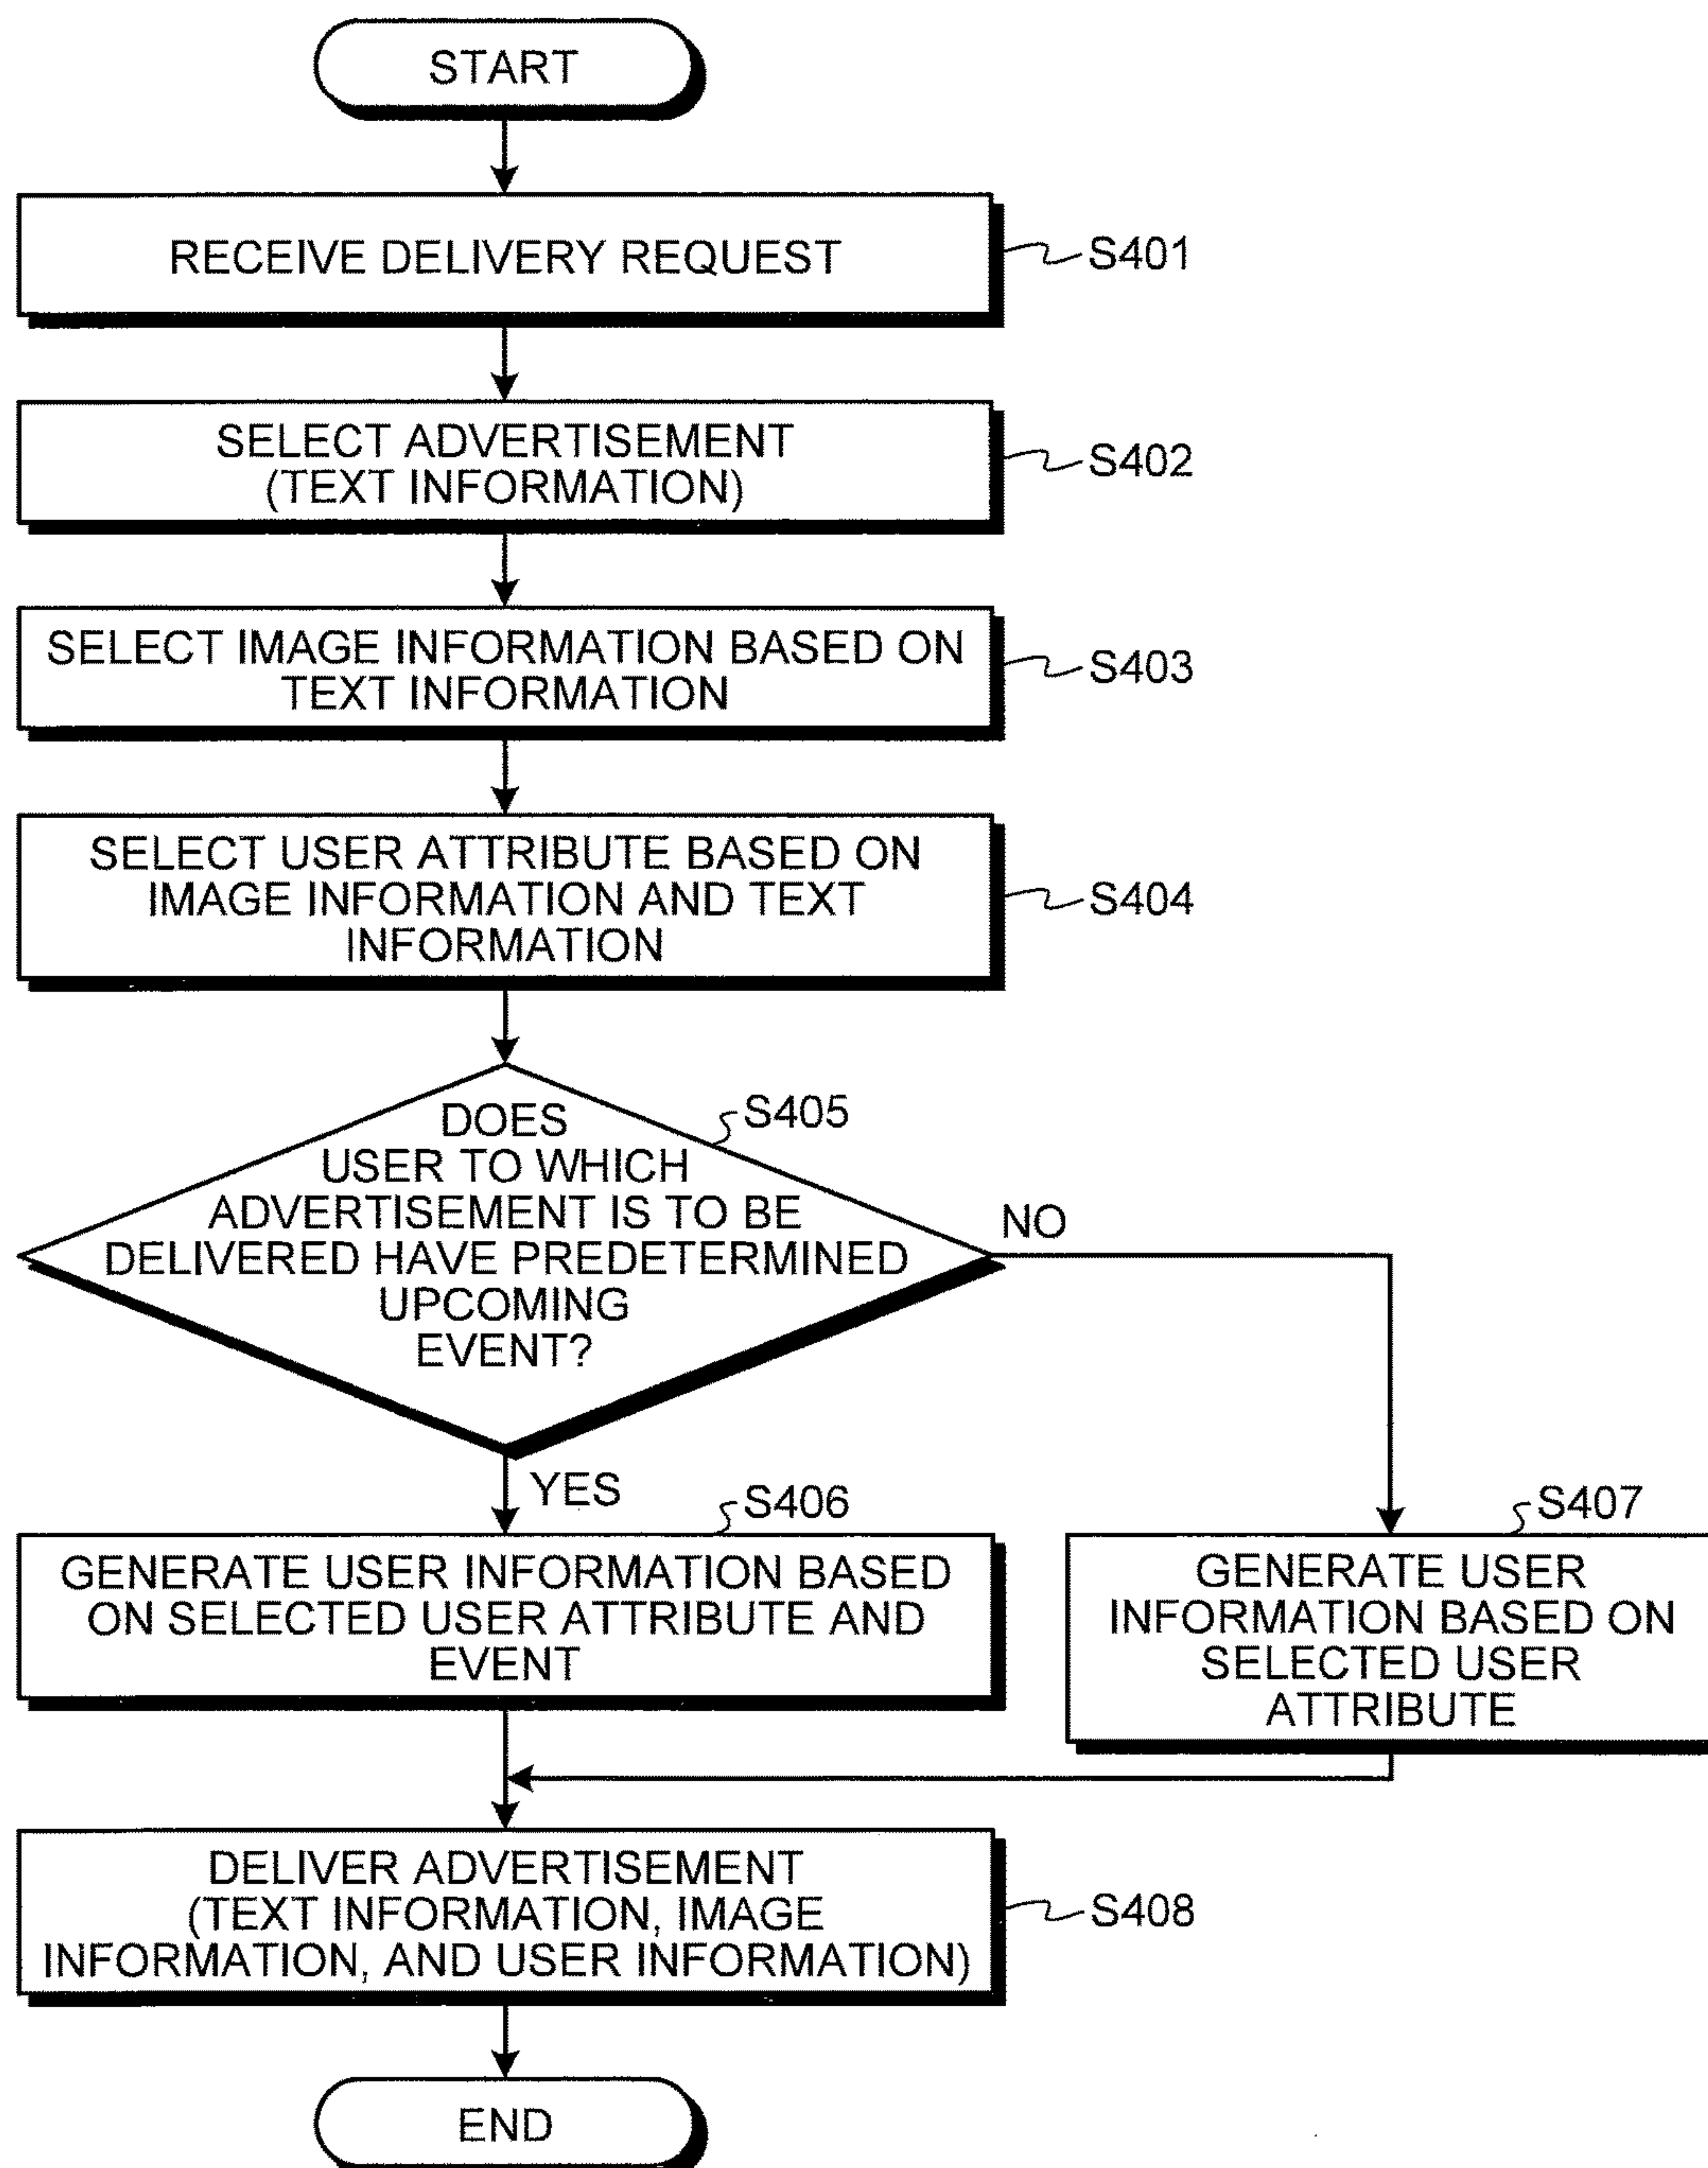 START
RECEIVE DELIVERY REQUEST
S401
SELECT ADVERTISEMENT
(TEXT INFORMATION)
S402
SELECT IMAGE INFORMATION BASED ON
TEXT INFORMATION
S403
SELECT USER ATTRIBUTE BASED ON
IMAGE INFORMATION AND TEXT
INFORMATION
S404
DOES
USER TO WHICH
ADVERTISEMENT IS TO BE
DELIVERED HAVE PREDETERMINED
UPCOMING
EVENT?
S405
NO
YES
S406
GENERATE USER INFORMATION BASED
ON SELECTED USER ATTRIBUTE AND
EVENT
S407
GENERATE USER
INFORMATION BASED ON
SELECTED USER
ATTRIBUTE
DELIVER ADVERTISEMENT
(TEXT INFORMATION, IMAGE
INFORMATION, AND USER INFORMATION)
S408
END